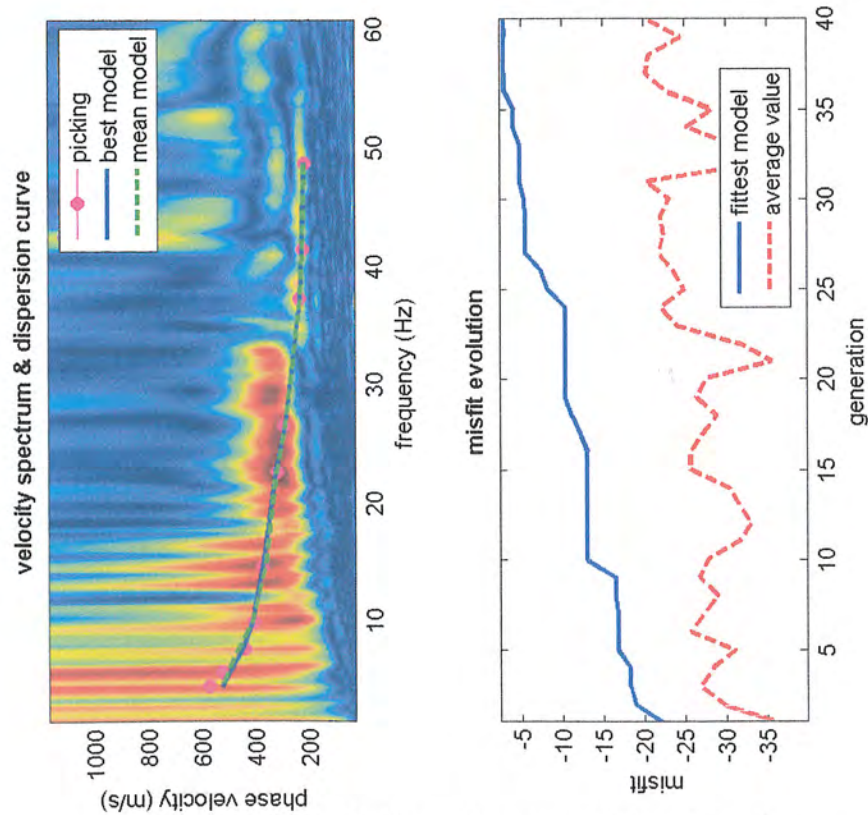 velocity spectrum & dispersion curve
picking
best model
mean model
1000
800
600
400
200
phase velocity (m/s)
10
20
30
40
50
60
frequency (Hz)
misfit evolution
-5
-10
-15
-20
-25
-30
-35
misfit
fittest model
average value
5
10
15
20
25
30
35
40
generation